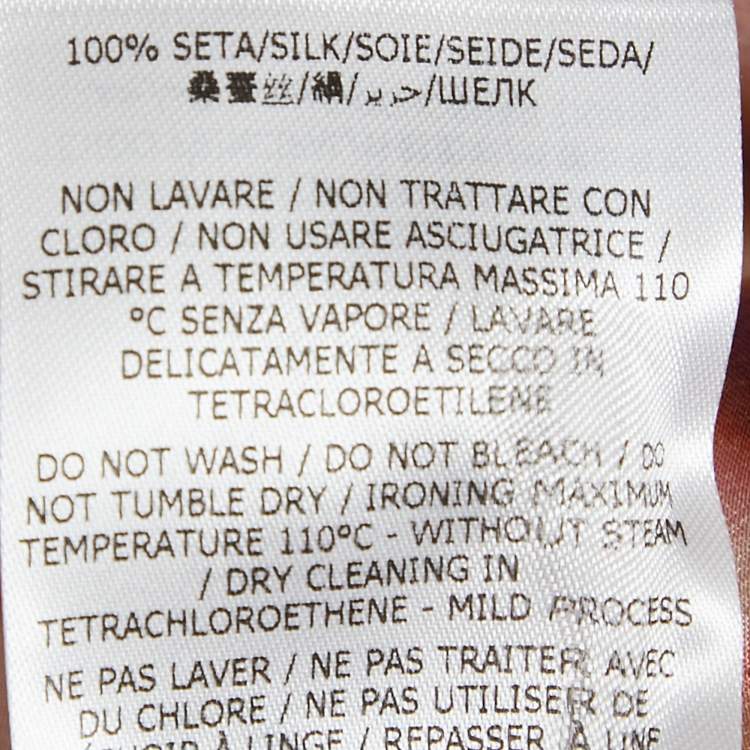 100% SETA/SILK/SOIE/SEIDE/SEDA/
桑蚕丝/絹/حرير/ШЕЛК
NON LAVARE / NON TRATTARE CON
CLORO / NON USARE ASCIUGATRICE /
STIRARE A TEMPERATURA MASSIMA 110
°C SENZA VAPORE / LAVARE
DELICATAMENTE A SECCO IN
TETRACLOROETILENE
DO NOT WASH / DO NOT BLEACH / DO
NOT TUMBLE DRY / IRONING MAXIMUM
TEMPERATURE 110°C - WITHOUT STEAM
/ DRY CLEANING IN
TETRACHLOROETHENE - MILD PROCESS
NE PAS LAVER / NE PAS TRAITER AVEC
DU CHLORE / NE PAS UTILISER DE
À LINGE / REPASSER À UNE